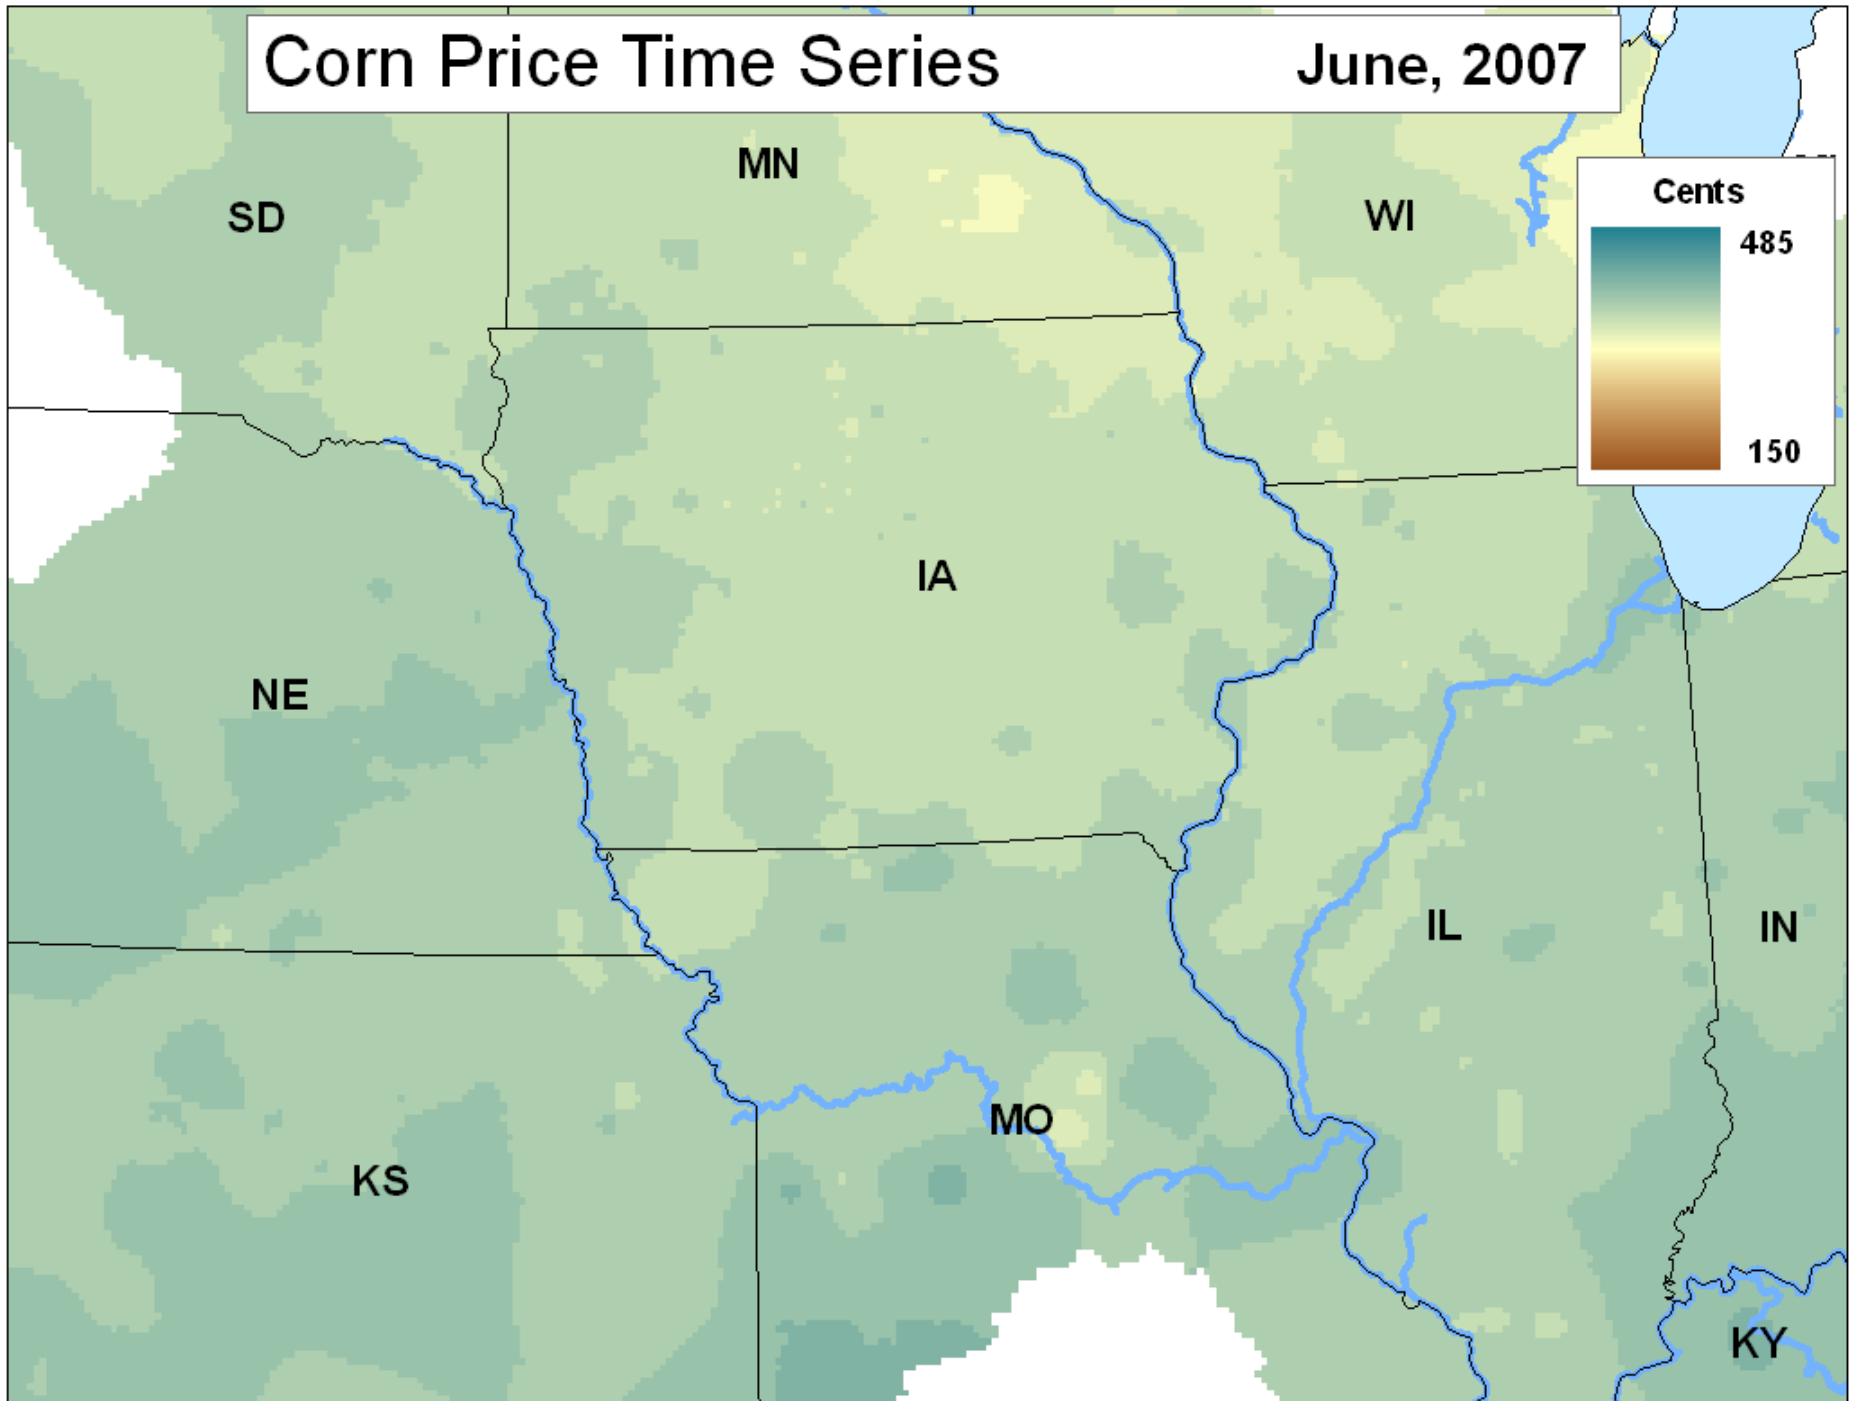 Corn Price Time Series June, 2007
MN
SD
WI
Cents
485
150
IA
NE
IL
IN
MO
KS
KY